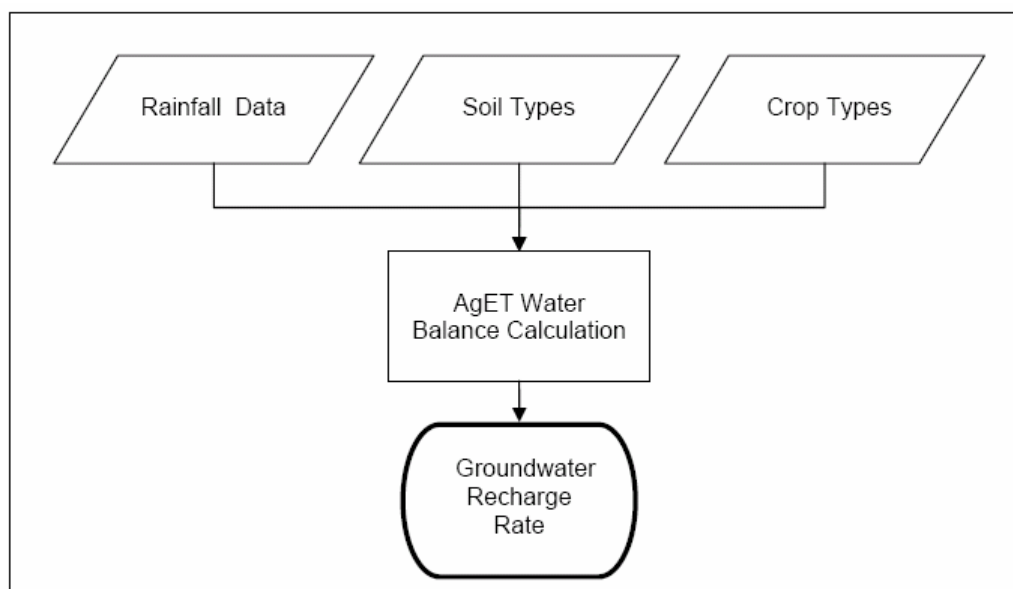 Rainfall Data
Soil Types
Crop Types
AgET Water
Balance Calculation
Groundwater
Recharge
Rate